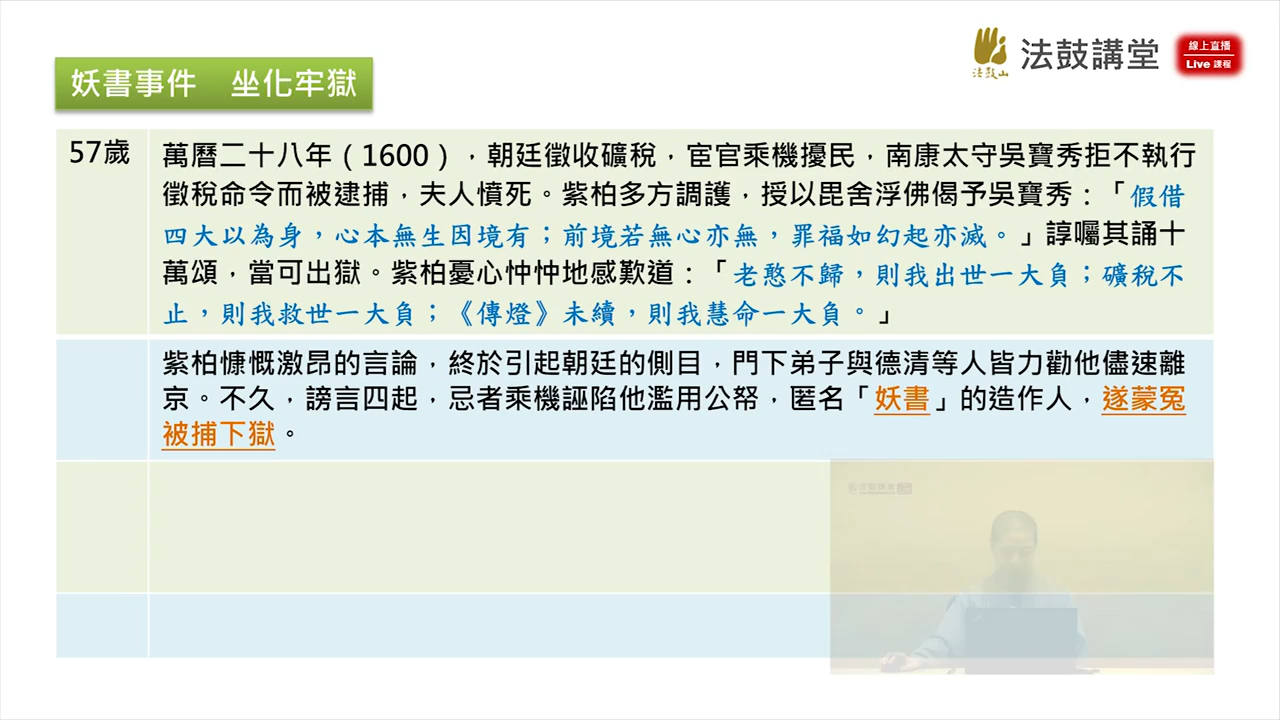 法鼓山
法鼓講堂
線上直播
Live 課程
妖書事件 坐化牢獄
57歲
萬曆二十八年（1600），朝廷徵收礦稅，宦官乘機擾民，南康太守吳寶秀拒不執行
徵稅命令而被逮捕，夫人憤死。紫柏多方調護，授以毘舍浮佛偈予吳寶秀：「假借
四大以為身，心本無生因境有；前境若無心亦無，罪福如幻起亦滅。」諄囑其誦十
萬頌，當可出獄。紫柏憂心忡忡地感歎道：「老憨不歸，則我出世一大負；礦稅不
止，則我救世一大負；《傳燈》未續，則我慧命一大負。」
紫柏慷慨激昂的言論，終於引起朝廷的側目，門下弟子與德清等人皆力勸他儘速離
京。不久，謗言四起，忌者乘機誣陷他濫用公帑，匿名「妖書」的造作人，遂蒙冤
被捕下獄。
法鼓講堂